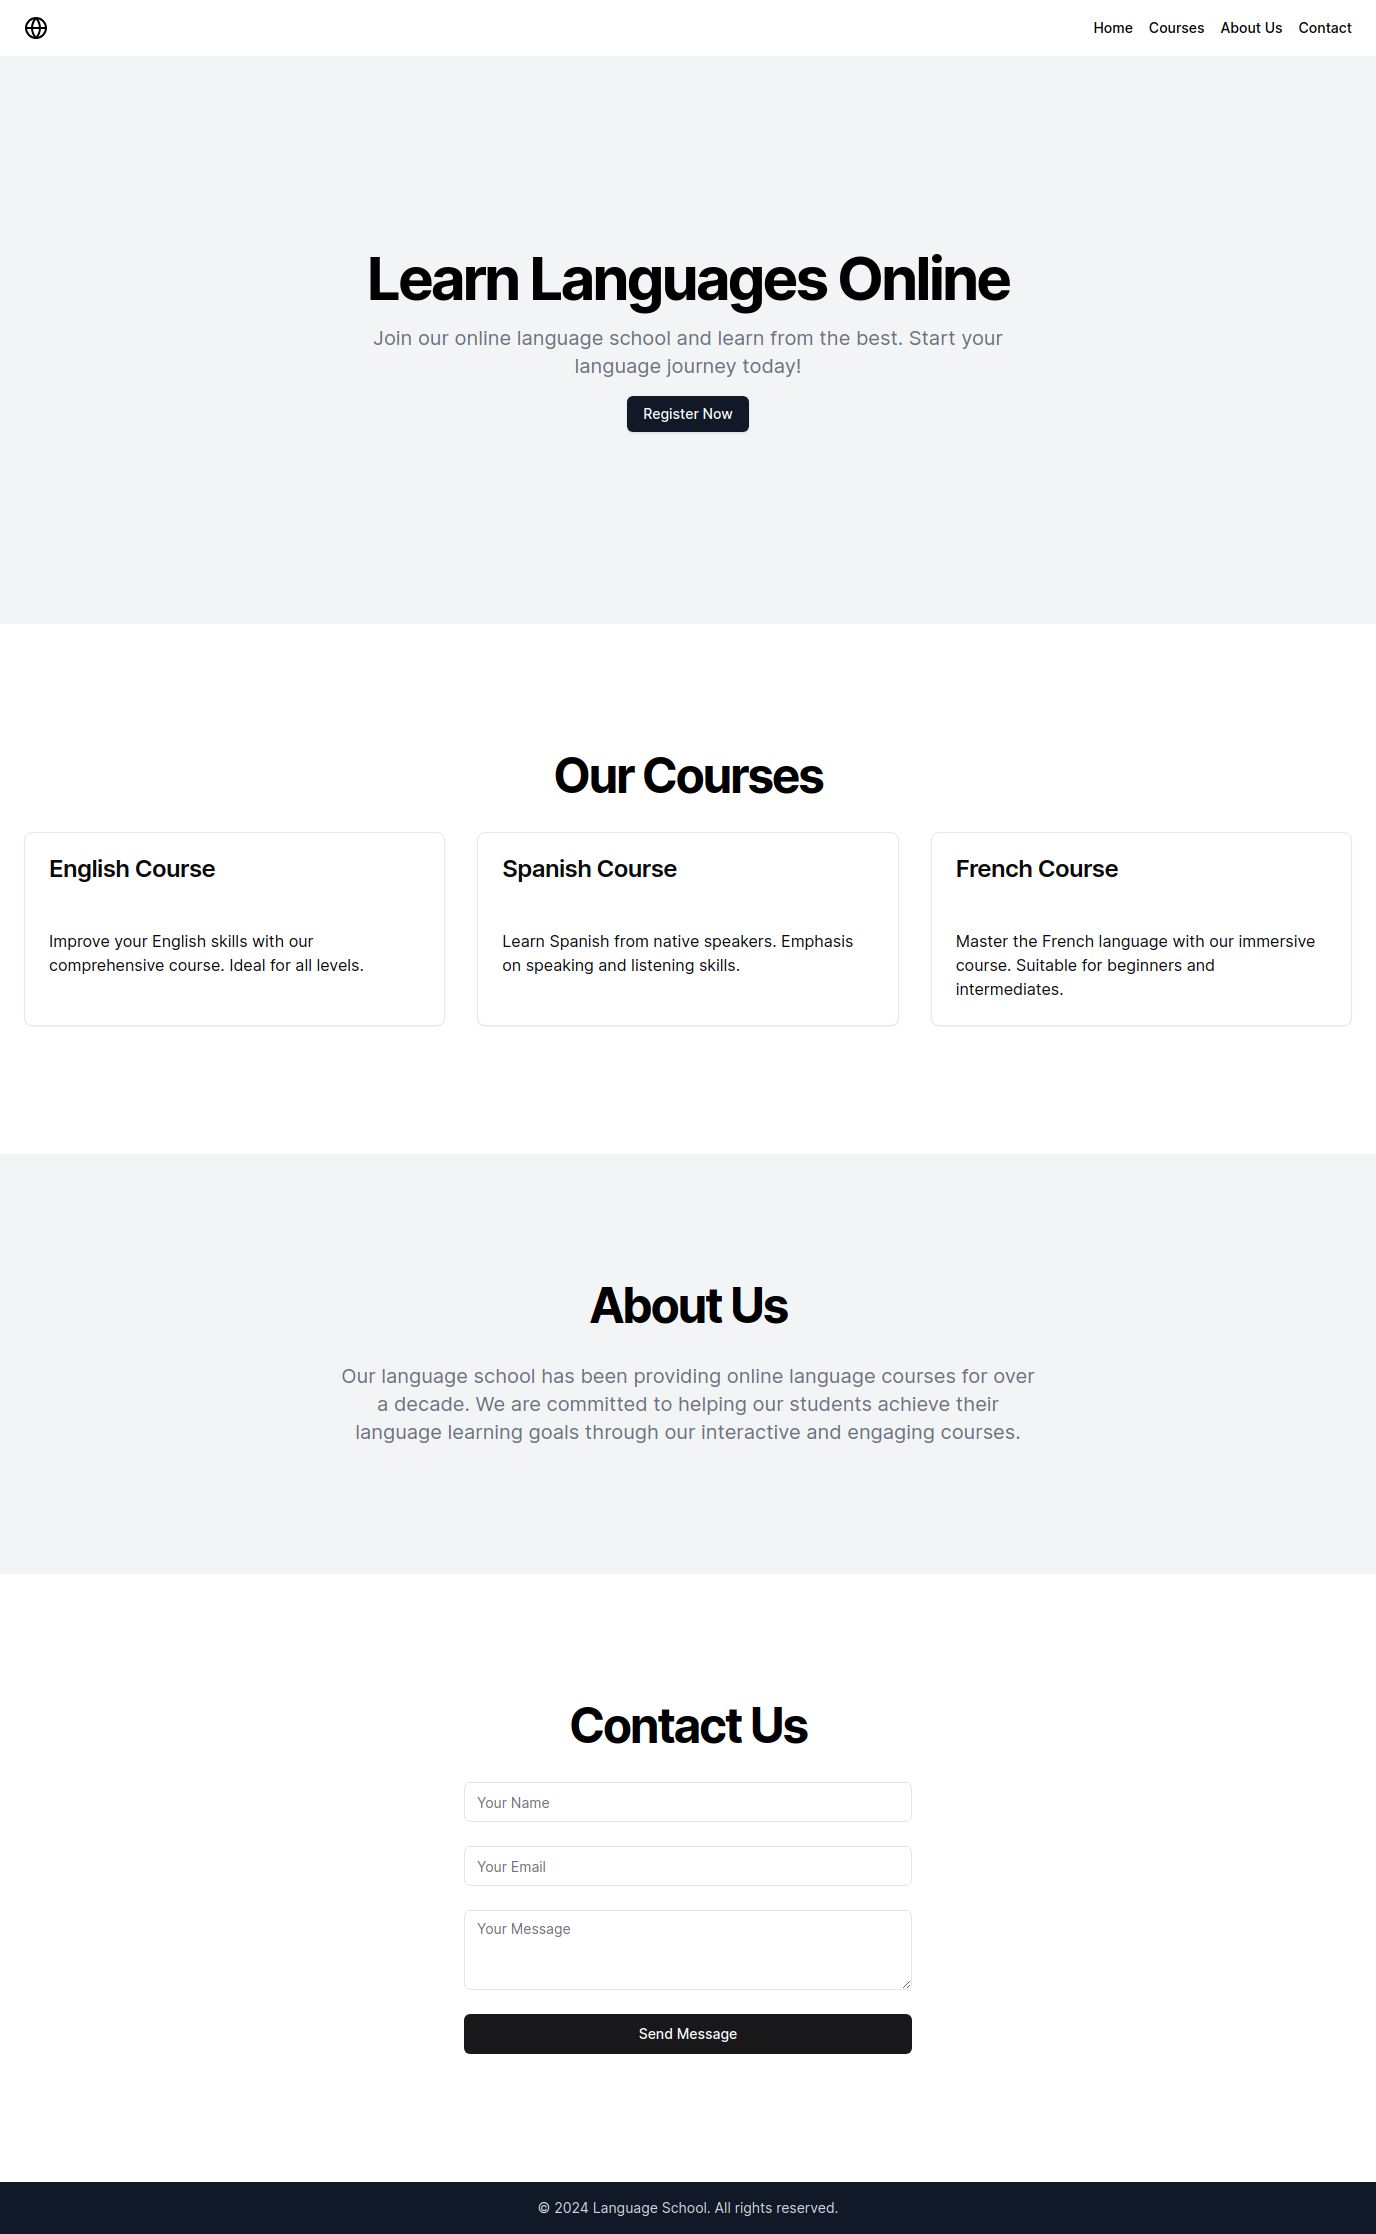 Home Courses About Us Contact
Learn Languages Online
Join our online language school and learn from the best. Start your
language journey today!
Register Now
Our Courses
English Course
Improve your English skills with our
comprehensive course. Ideal for all levels.
Spanish Course
Learn Spanish from native speakers. Emphasis
on speaking and listening skills.
French Course
Master the French language with our immersive
course. Suitable for beginners and
intermediates.
About Us
Our language school has been providing online language courses for over
a decade. We are committed to helping our students achieve their
language learning goals through our interactive and engaging courses.
Contact Us
Your Name
Your Email
Your Message
Send Message
© 2024 Language School. All rights reserved.